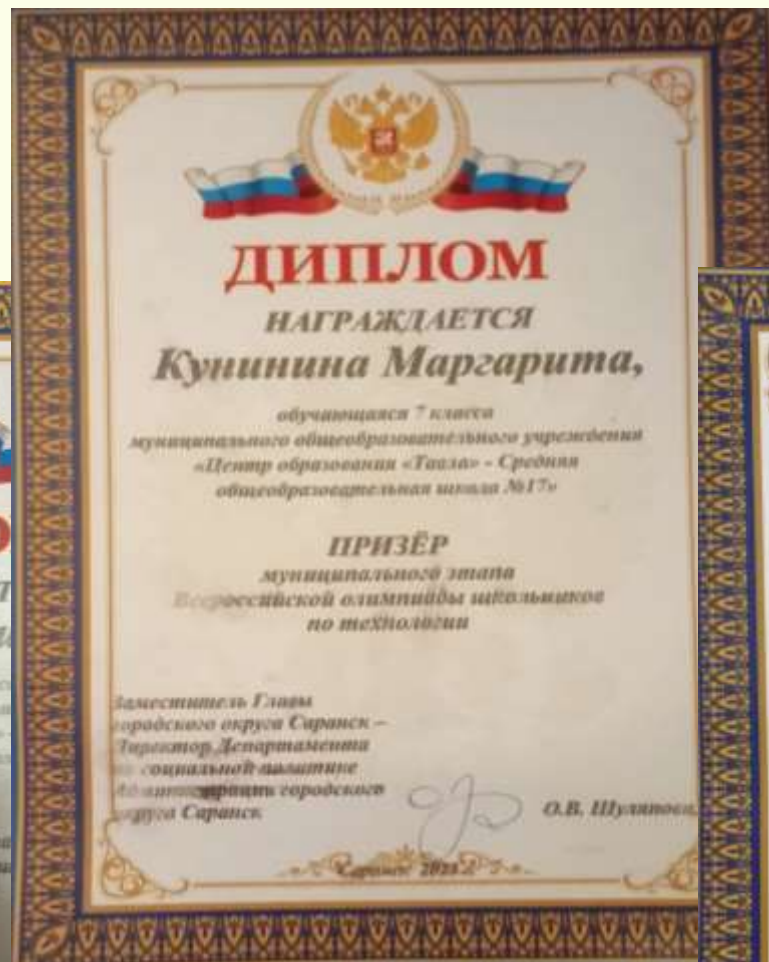 ДИПЛОМ
НАГРАЖДАЕТСЯ
Кунинина Маргарита,
обучающаяся 7 класса
муниципального общеобразовательного учреждения
«Центр образования «Тавла» - Средняя
общеобразовательная школа №17»
ПРИЗЁР
муниципального этапа
Всероссийской олимпиады школьников
по технологии
Заместитель Главы
городского округа Саранск –
Директор Департамента
по социальной политике
Администрации городского
округа Саранск
О.В. Шуляпова
Саранск